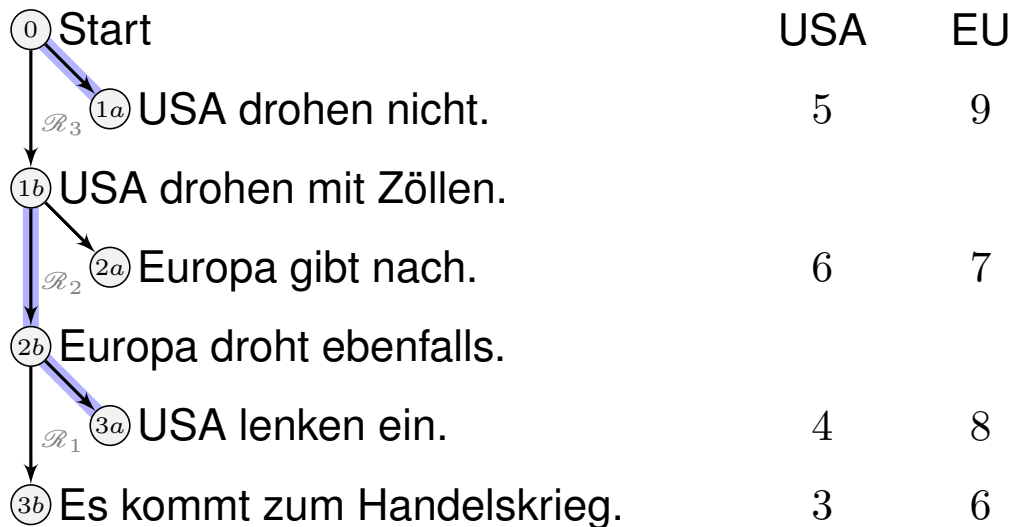 0 Start USA EU
1a USA drohen nicht. 5 9
ℛ3
1b USA drohen mit Zöllen.
2a Europa gibt nach. 6 7
ℛ2
2b Europa droht ebenfalls.
3a USA lenken ein. 4 8
ℛ1
3b Es kommt zum Handelskrieg. 3 6